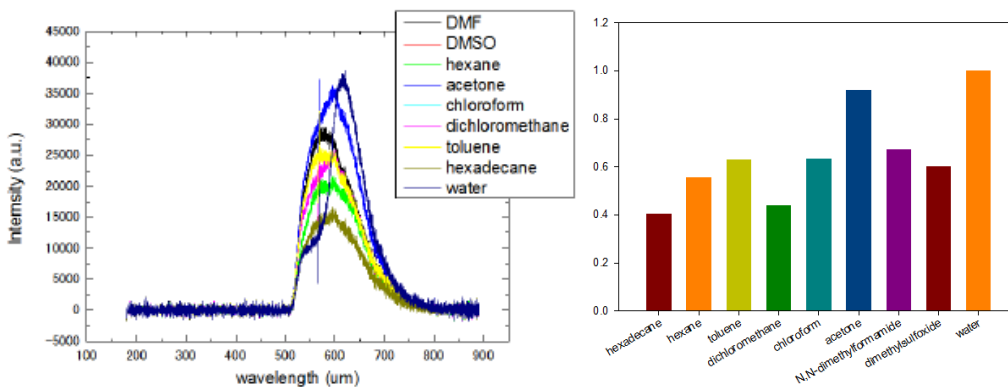 45000
40000
35000
30000
25000
20000
15000
10000
5000
0
-5000
Internsity (a.u.)
100 200 300 400 500 600 700 800 900
wavelength (um)
DMF
DMSO
hexane
acetone
chloroform
dichloromethane
toluene
hexadecane
water
1.2
1.0
0.8
0.6
0.4
0.2
0.0
hexadecane
hexane
toluene
dichloromethane
chloroform
acetone
N,N-dimethylformamide
dimethylsulfoxide
water